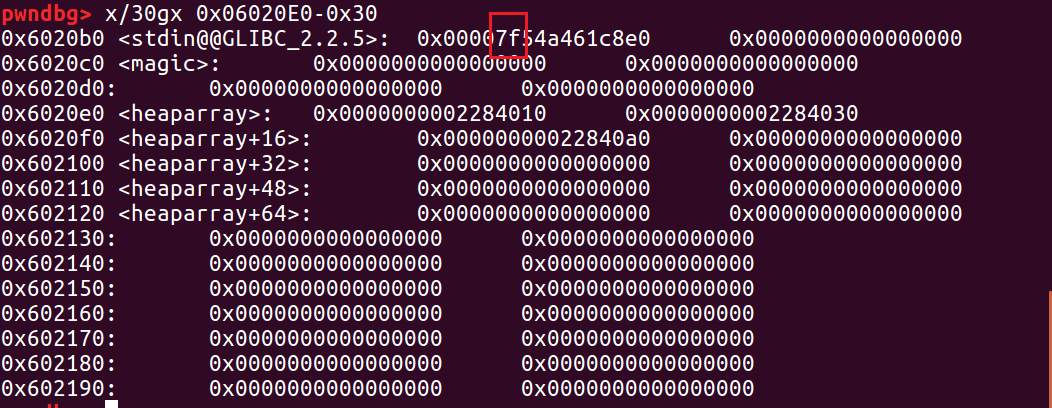 pwndbg> x/30gx 0x06020E0-0x30
0x6020b0 <stdin@@GLIBC_2.2.5>: 0x00007f54a461c8e0 0x0000000000000000
0x6020c0 <magic>: 0x0000000000000000 0x0000000000000000
0x6020d0: 0x0000000000000000 0x0000000000000000
0x6020e0 <heaparray>: 0x0000000002284010 0x0000000002284030
0x6020f0 <heaparray+16>: 0x00000000022840a0 0x0000000000000000
0x602100 <heaparray+32>: 0x0000000000000000 0x0000000000000000
0x602110 <heaparray+48>: 0x0000000000000000 0x0000000000000000
0x602120 <heaparray+64>: 0x0000000000000000 0x0000000000000000
0x602130: 0x0000000000000000 0x0000000000000000
0x602140: 0x0000000000000000 0x0000000000000000
0x602150: 0x0000000000000000 0x0000000000000000
0x602160: 0x0000000000000000 0x0000000000000000
0x602170: 0x0000000000000000 0x0000000000000000
0x602180: 0x0000000000000000 0x0000000000000000
0x602190: 0x0000000000000000 0x0000000000000000